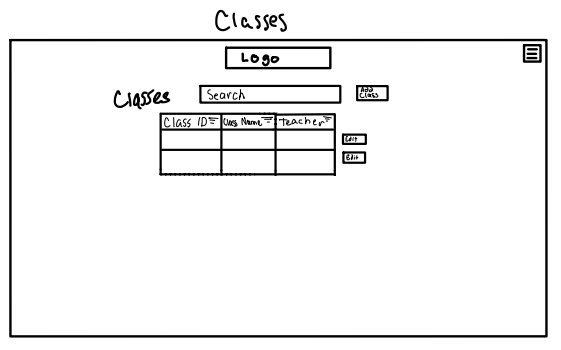 Classes
Logo
Classes
Search
Add Class
Class ID Class Name Teacher
Edit
Edit